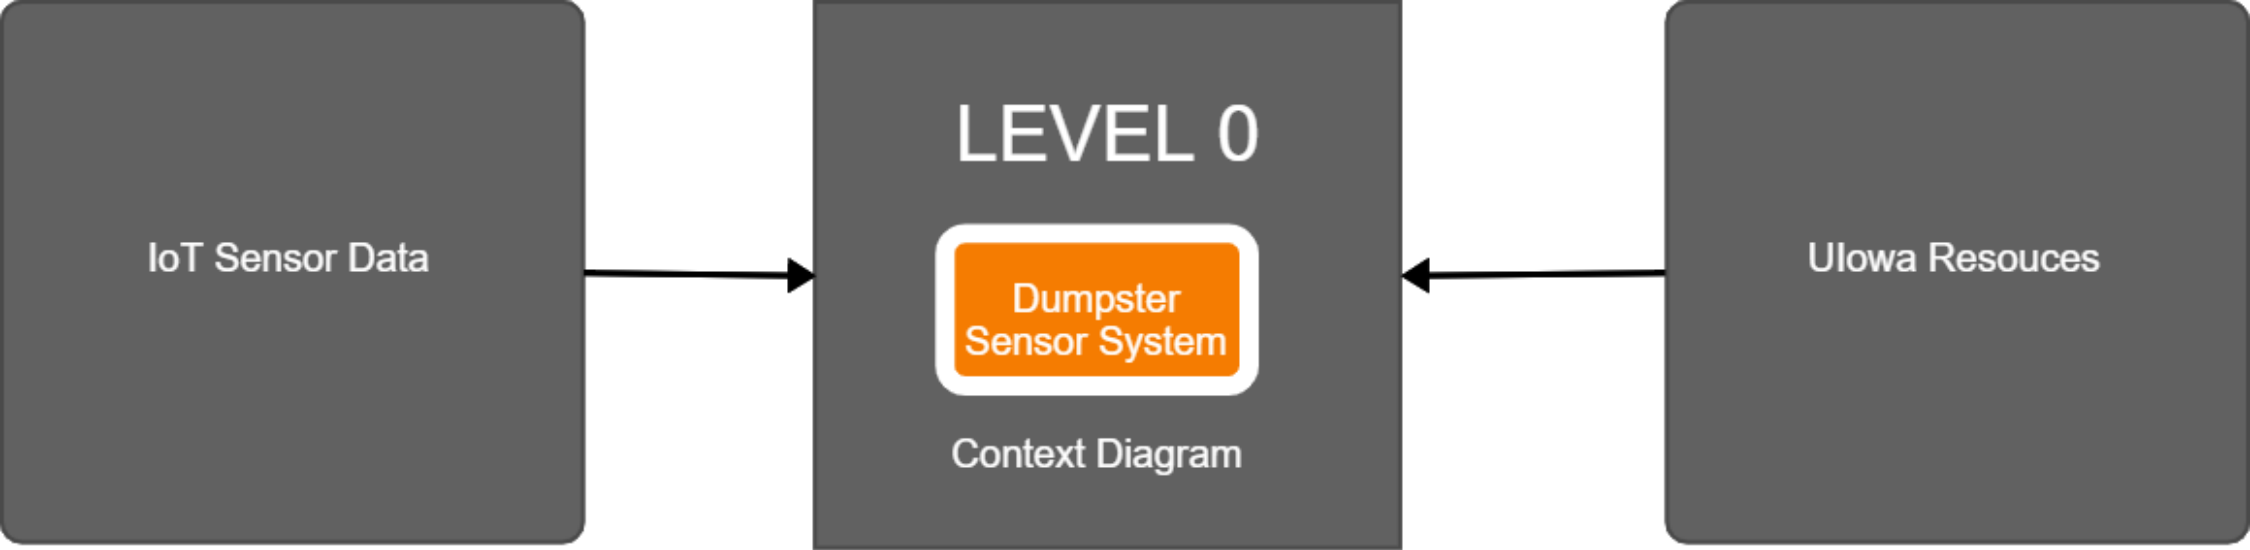 IoT Sensor Data
LEVEL 0
Dumpster
Sensor System
Context Diagram
UIowa Resouces